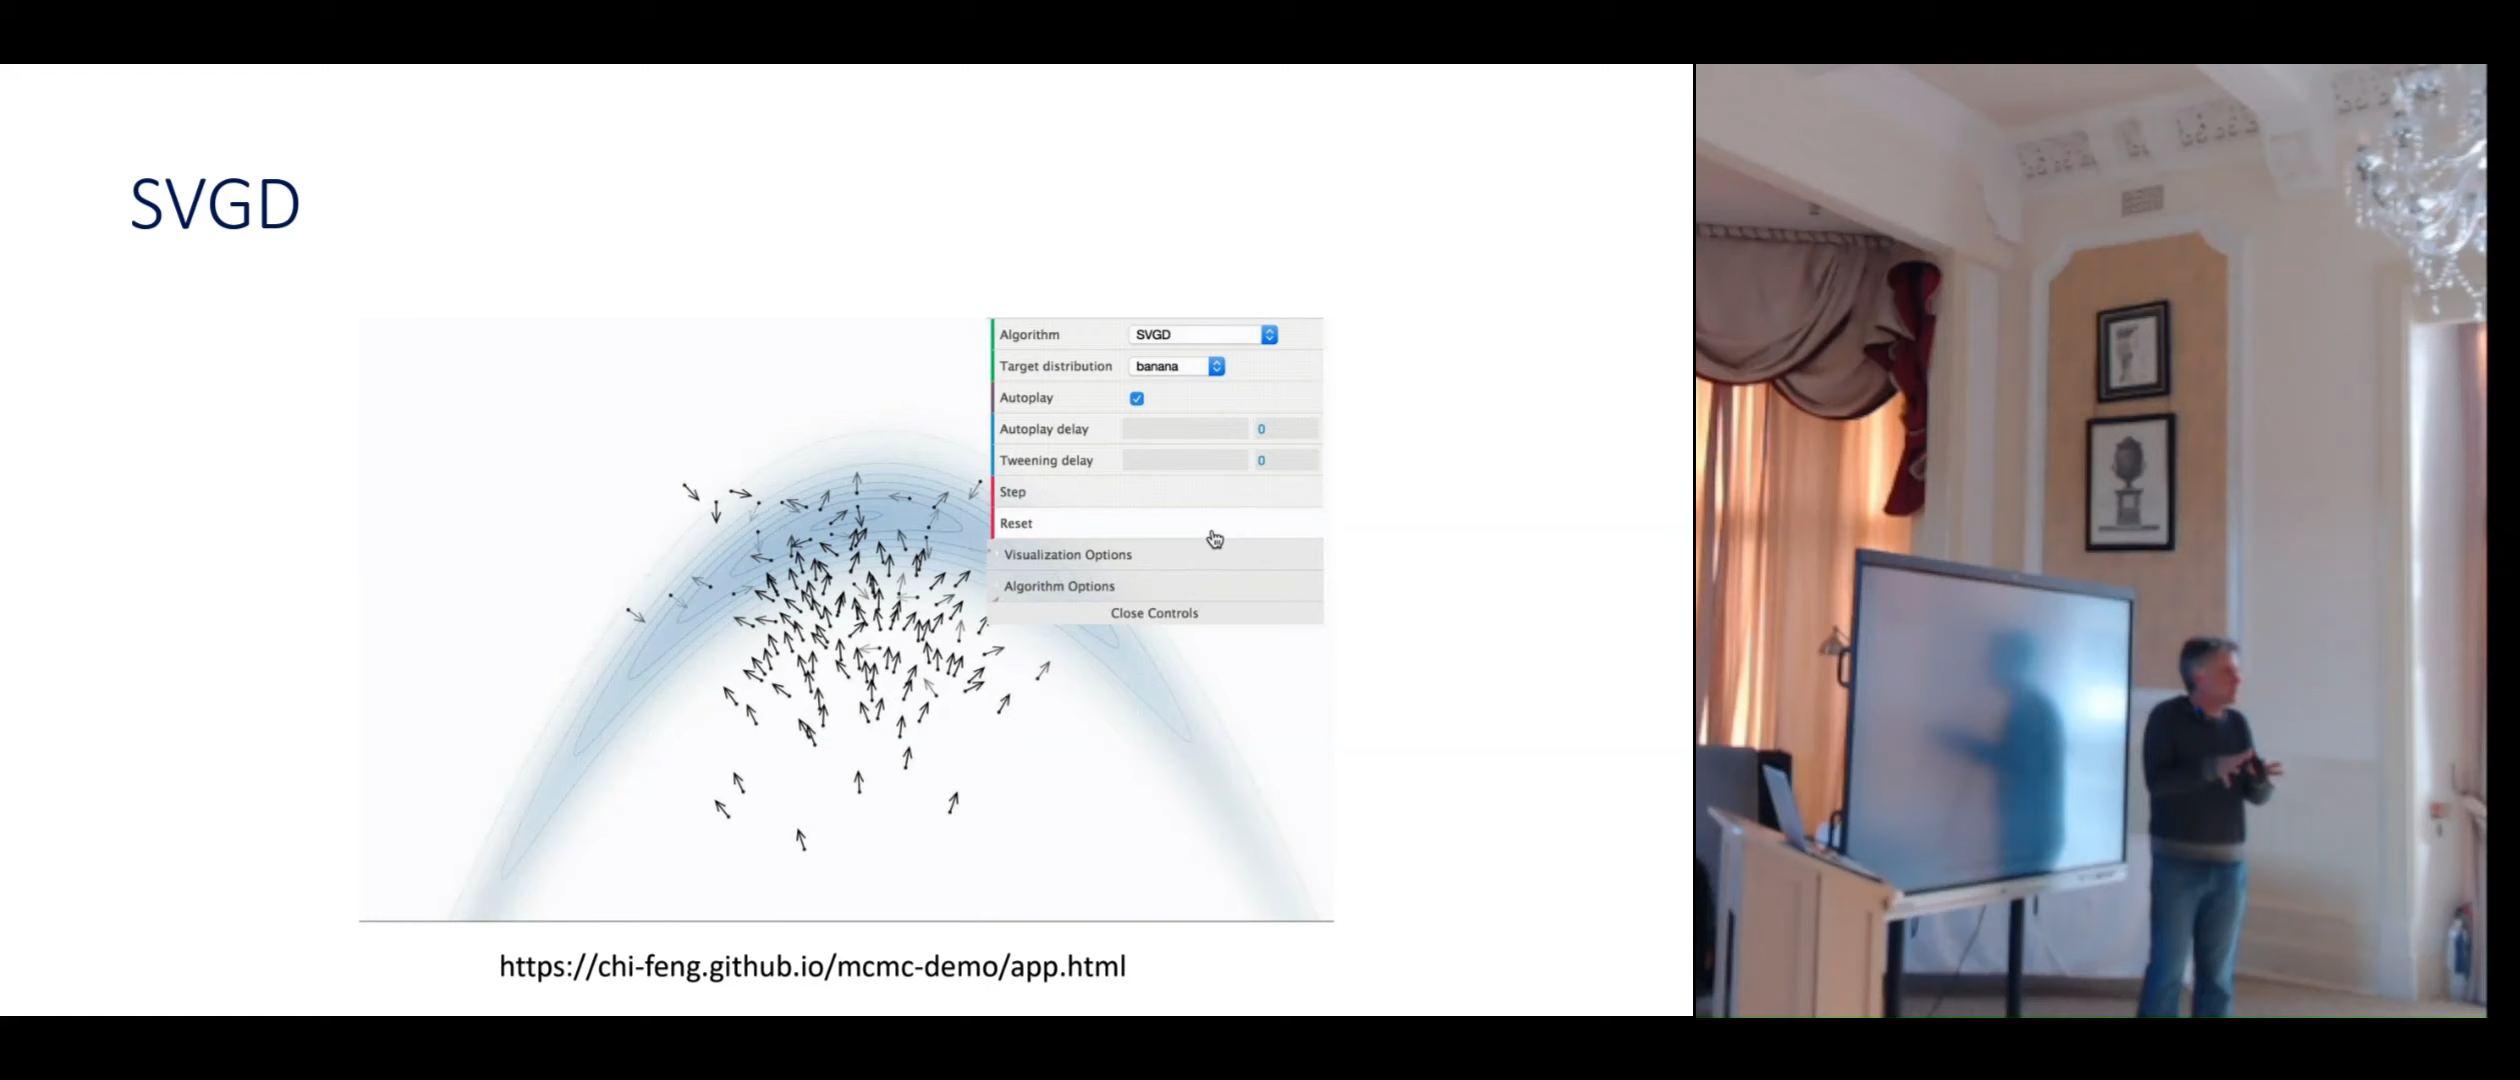 SVGD
Algorithm SVGD
Target distribution banana
Autoplay
Autoplay delay 0
Tweening delay 0
Step
Reset
Visualization Options
Algorithm Options
Close Controls
https://chi-feng.github.io/mcmc-demo/app.html